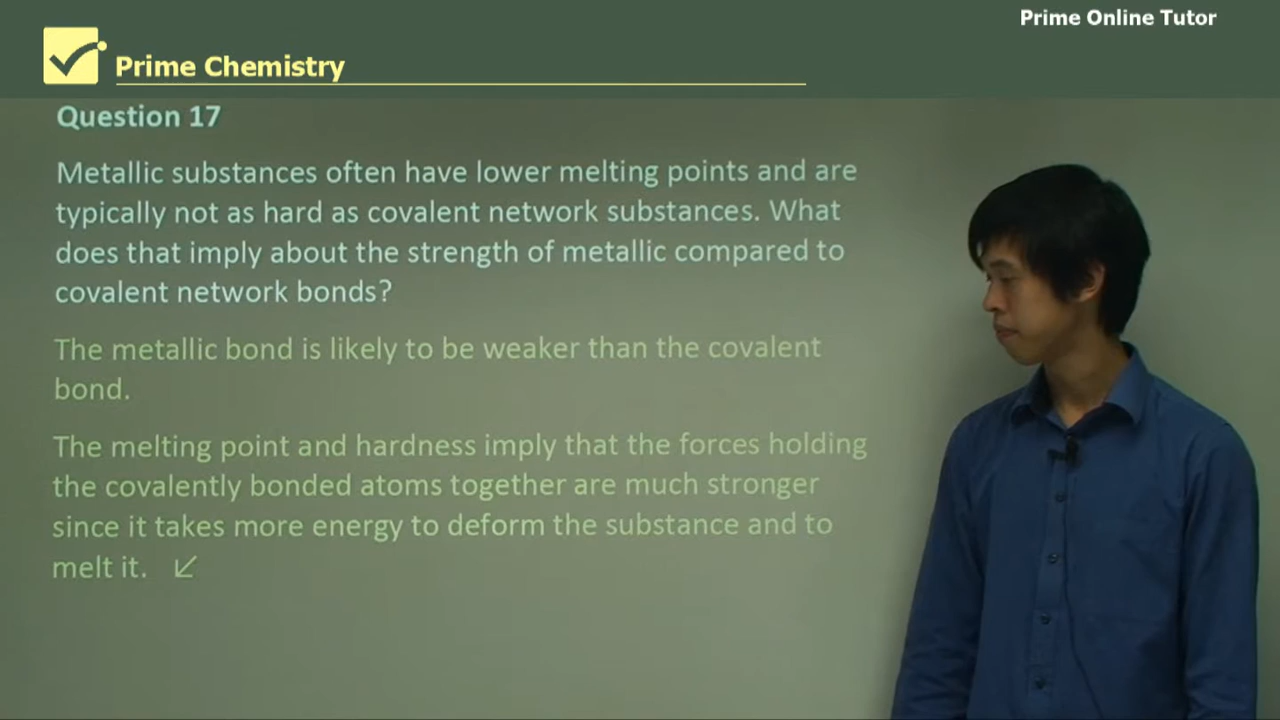 Prime Online Tutor
Prime Chemistry
Question 17
Metallic substances often have lower melting points and are
typically not as hard as covalent network substances. What
does that imply about the strength of metallic compared to
covalent network bonds?
The metallic bond is likely to be weaker than the covalent
bond.
The melting point and hardness imply that the forces holding
the covalently bonded atoms together are much stronger
since it takes more energy to deform the substance and to
melt it.